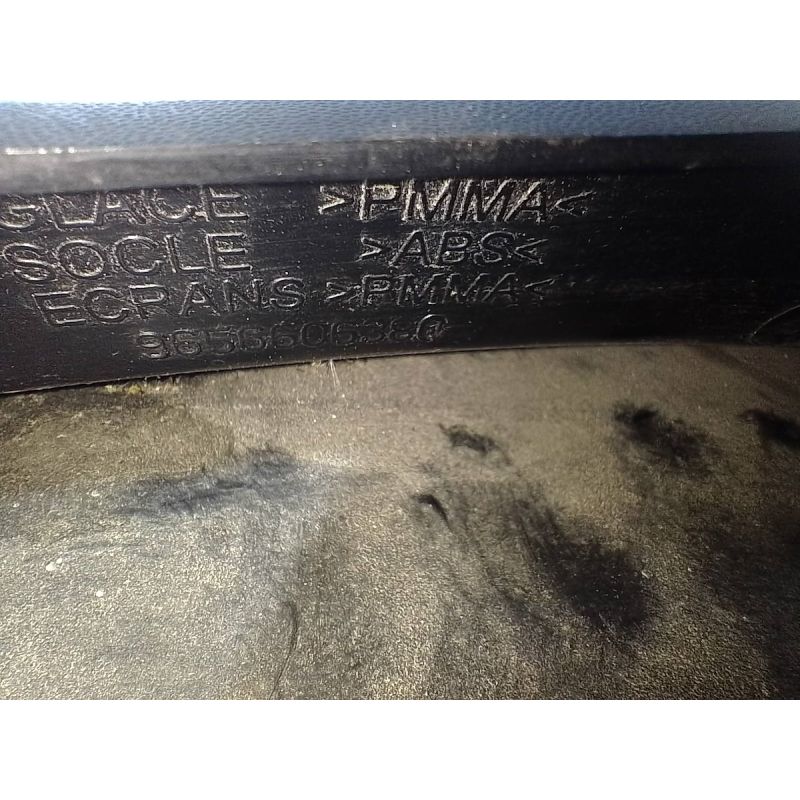 GLACE >PMMA<
SOCLE >ABS<
ECRANS >PMMA<